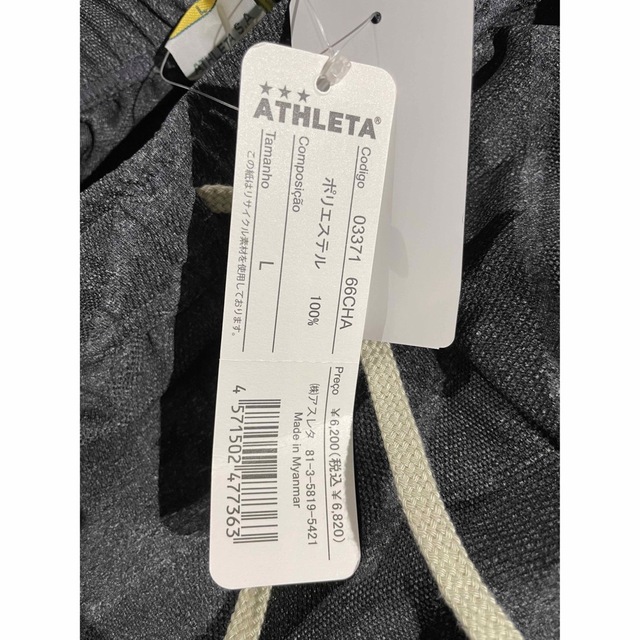 ATHLETA®
Codigo 03371 66CHA
Composição ポリエステル 100%
Tamanho L
この紙はリサイクル素材を使用しております。
Preço ¥6,200(税込¥6,820)
㈱アスレタ 81-3-5819-5421
Made in Myanmar
4 571502 477363
L